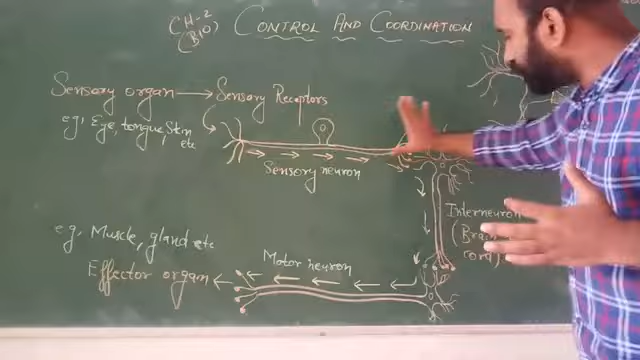 CH-2
(BIO)
CONTROL AND COORDINATION
Sensory organ → Sensory Receptors
eg, Eye, tongue, Skin, etc
Sensory neuron
Interneuron
cord)
eg. Muscle, gland etc
Motor neuron
Effector organ